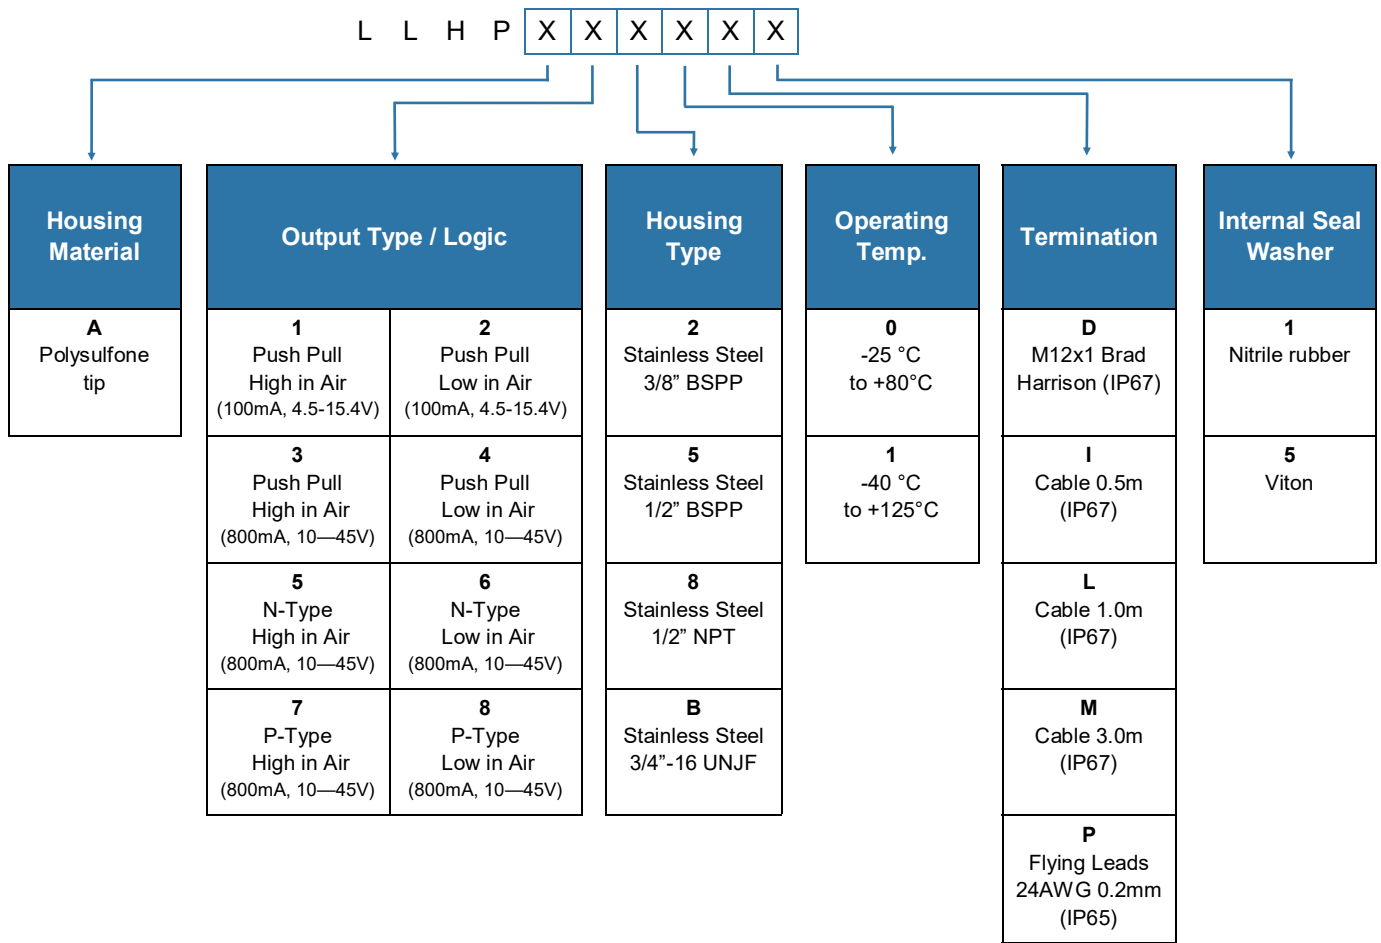 L L H P X X X X X X
Housing
Material
Output Type / Logic
Housing
Type
Operating
Temp.
Termination
Internal Seal
Washer
A
Polysulfone
tip
1
Push Pull
High in Air
(100mA, 4.5-15.4V)
2
Push Pull
Low in Air
(100mA, 4.5-15.4V)
3
Push Pull
High in Air
(800mA, 10—45V)
4
Push Pull
Low in Air
(800mA, 10—45V)
5
N-Type
High in Air
(800mA, 10—45V)
6
N-Type
Low in Air
(800mA, 10—45V)
7
P-Type
High in Air
(800mA, 10—45V)
8
P-Type
Low in Air
(800mA, 10—45V)
2
Stainless Steel
3/8” BSPP
5
Stainless Steel
1/2” BSPP
8
Stainless Steel
1/2” NPT
B
Stainless Steel
3/4”-16 UNJF
0
-25 °C
to +80°C
1
-40 °C
to +125°C
D
M12x1 Brad
Harrison (IP67)
I
Cable 0.5m
(IP67)
L
Cable 1.0m
(IP67)
M
Cable 3.0m
(IP67)
P
Flying Leads
24AWG 0.2mm
(IP65)
1
Nitrile rubber
5
Viton